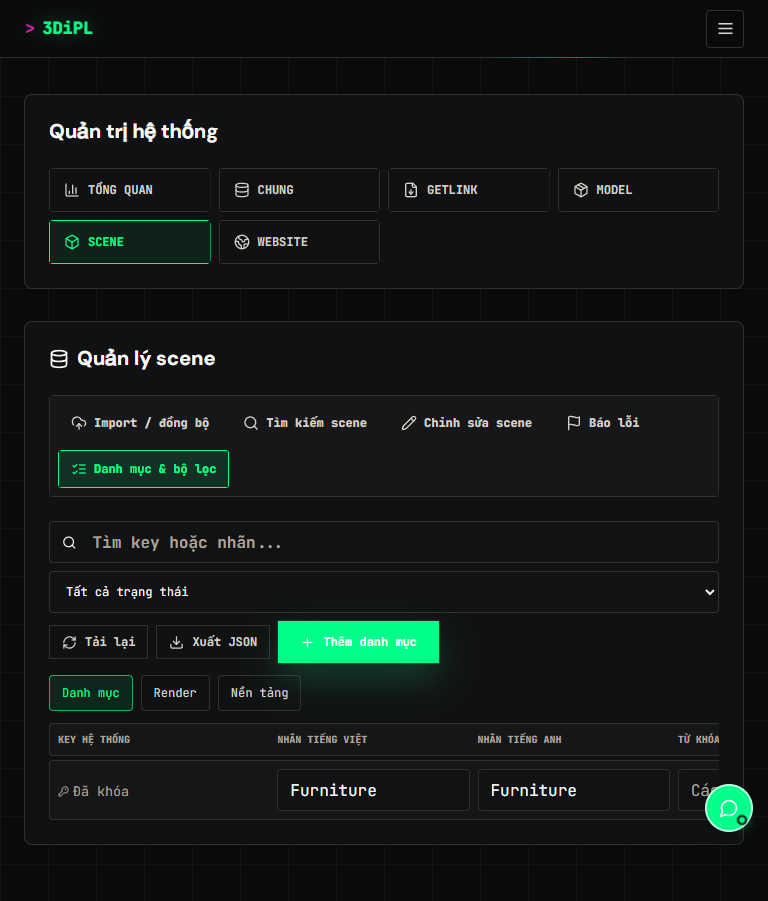 > 3DiPL
Quản trị hệ thống
TỔNG QUAN
CHUNG
GETLINK
MODEL
SCENE
WEBSITE
Quản lý scene
Import / đồng bộ
Tìm kiếm scene
Chỉnh sửa scene
Báo lỗi
Danh mục & bộ lọc
Tìm key hoặc nhãn...
Tất cả trạng thái
Tải lại
Xuất JSON
+ Thêm danh mục
Danh mục
Render
Nền tảng
KEY HỆ THỐNG
NHÃN TIẾNG VIỆT
NHÃN TIẾNG ANH
TỪ KHÓA
Đã khóa
Furniture
Furniture